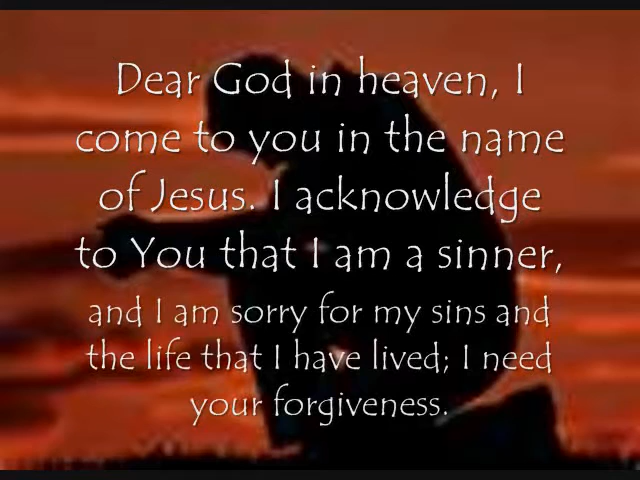 Dear God in heaven, I
come to you in the name
of Jesus. I acknowledge
to You that I am a sinner,
and I am sorry for my sins and
the life that I have lived; I need
your forgiveness.